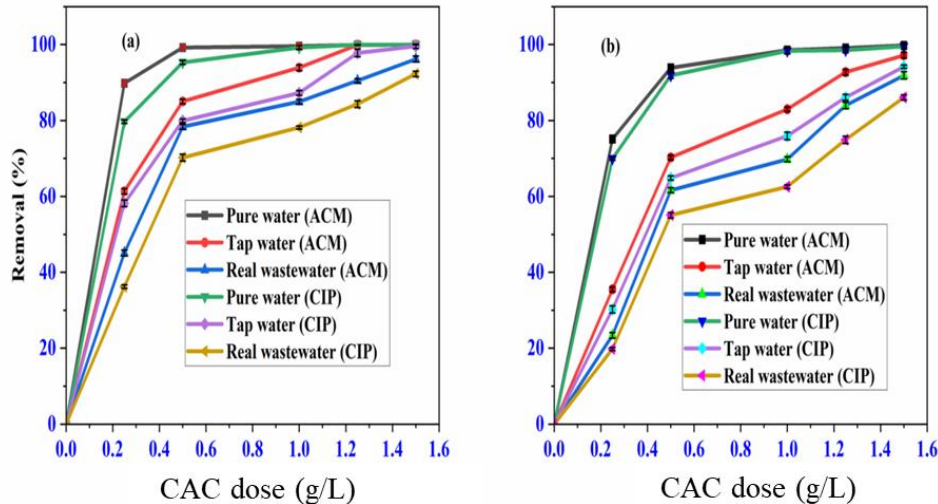 (a)
Removal (%)
100
80
60
40
20
0
0.0 0.2 0.4 0.6 0.8 1.0 1.2 1.4 1.6
CAC dose (g/L)
Pure water (ACM)
Tap water (ACM)
Real wastewater (ACM)
Pure water (CIP)
Tap water (CIP)
Real wastewater (CIP)
(b)
100
80
60
40
20
0
0.0 0.2 0.4 0.6 0.8 1.0 1.2 1.4 1.6
CAC dose (g/L)
Pure water (ACM)
Tap water (ACM)
Real wastewater (ACM)
Pure water (CIP)
Tap water (CIP)
Real wastewater (CIP)